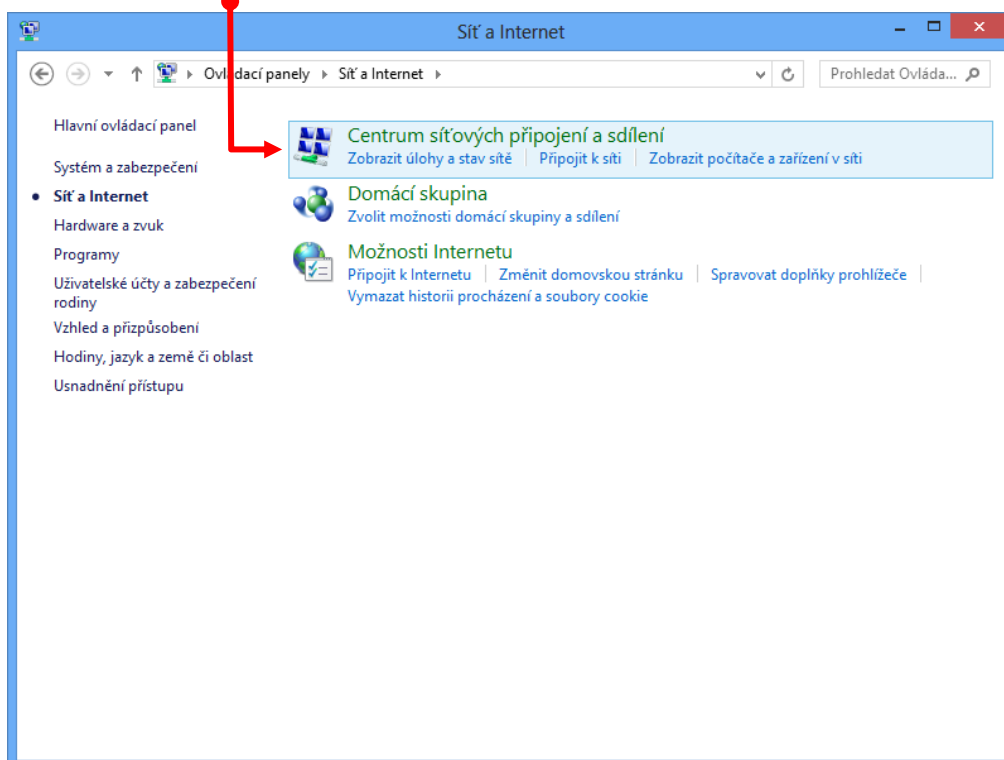 Síť a Internet
Ovládací panely Síť a Internet
Prohledat Ovláda...
Hlavní ovládací panel
Systém a zabezpečení
Síť a Internet
Hardware a zvuk
Programy
Uživatelské účty a zabezpečení
rodiny
Vzhled a přizpůsobení
Hodiny, jazyk a země či oblast
Usnadnění přístupu
Centrum síťových připojení a sdílení
Zobrazit úlohy a stav sítě Připojit k síti Zobrazit počítače a zařízení v síti
Domácí skupina
Zvolit možnosti domácí skupiny a sdílení
Možnosti Internetu
Připojit k Internetu Změnit domovskou stránku Spravovat doplňky prohlížeče
Vymazat historii procházení a soubory cookie